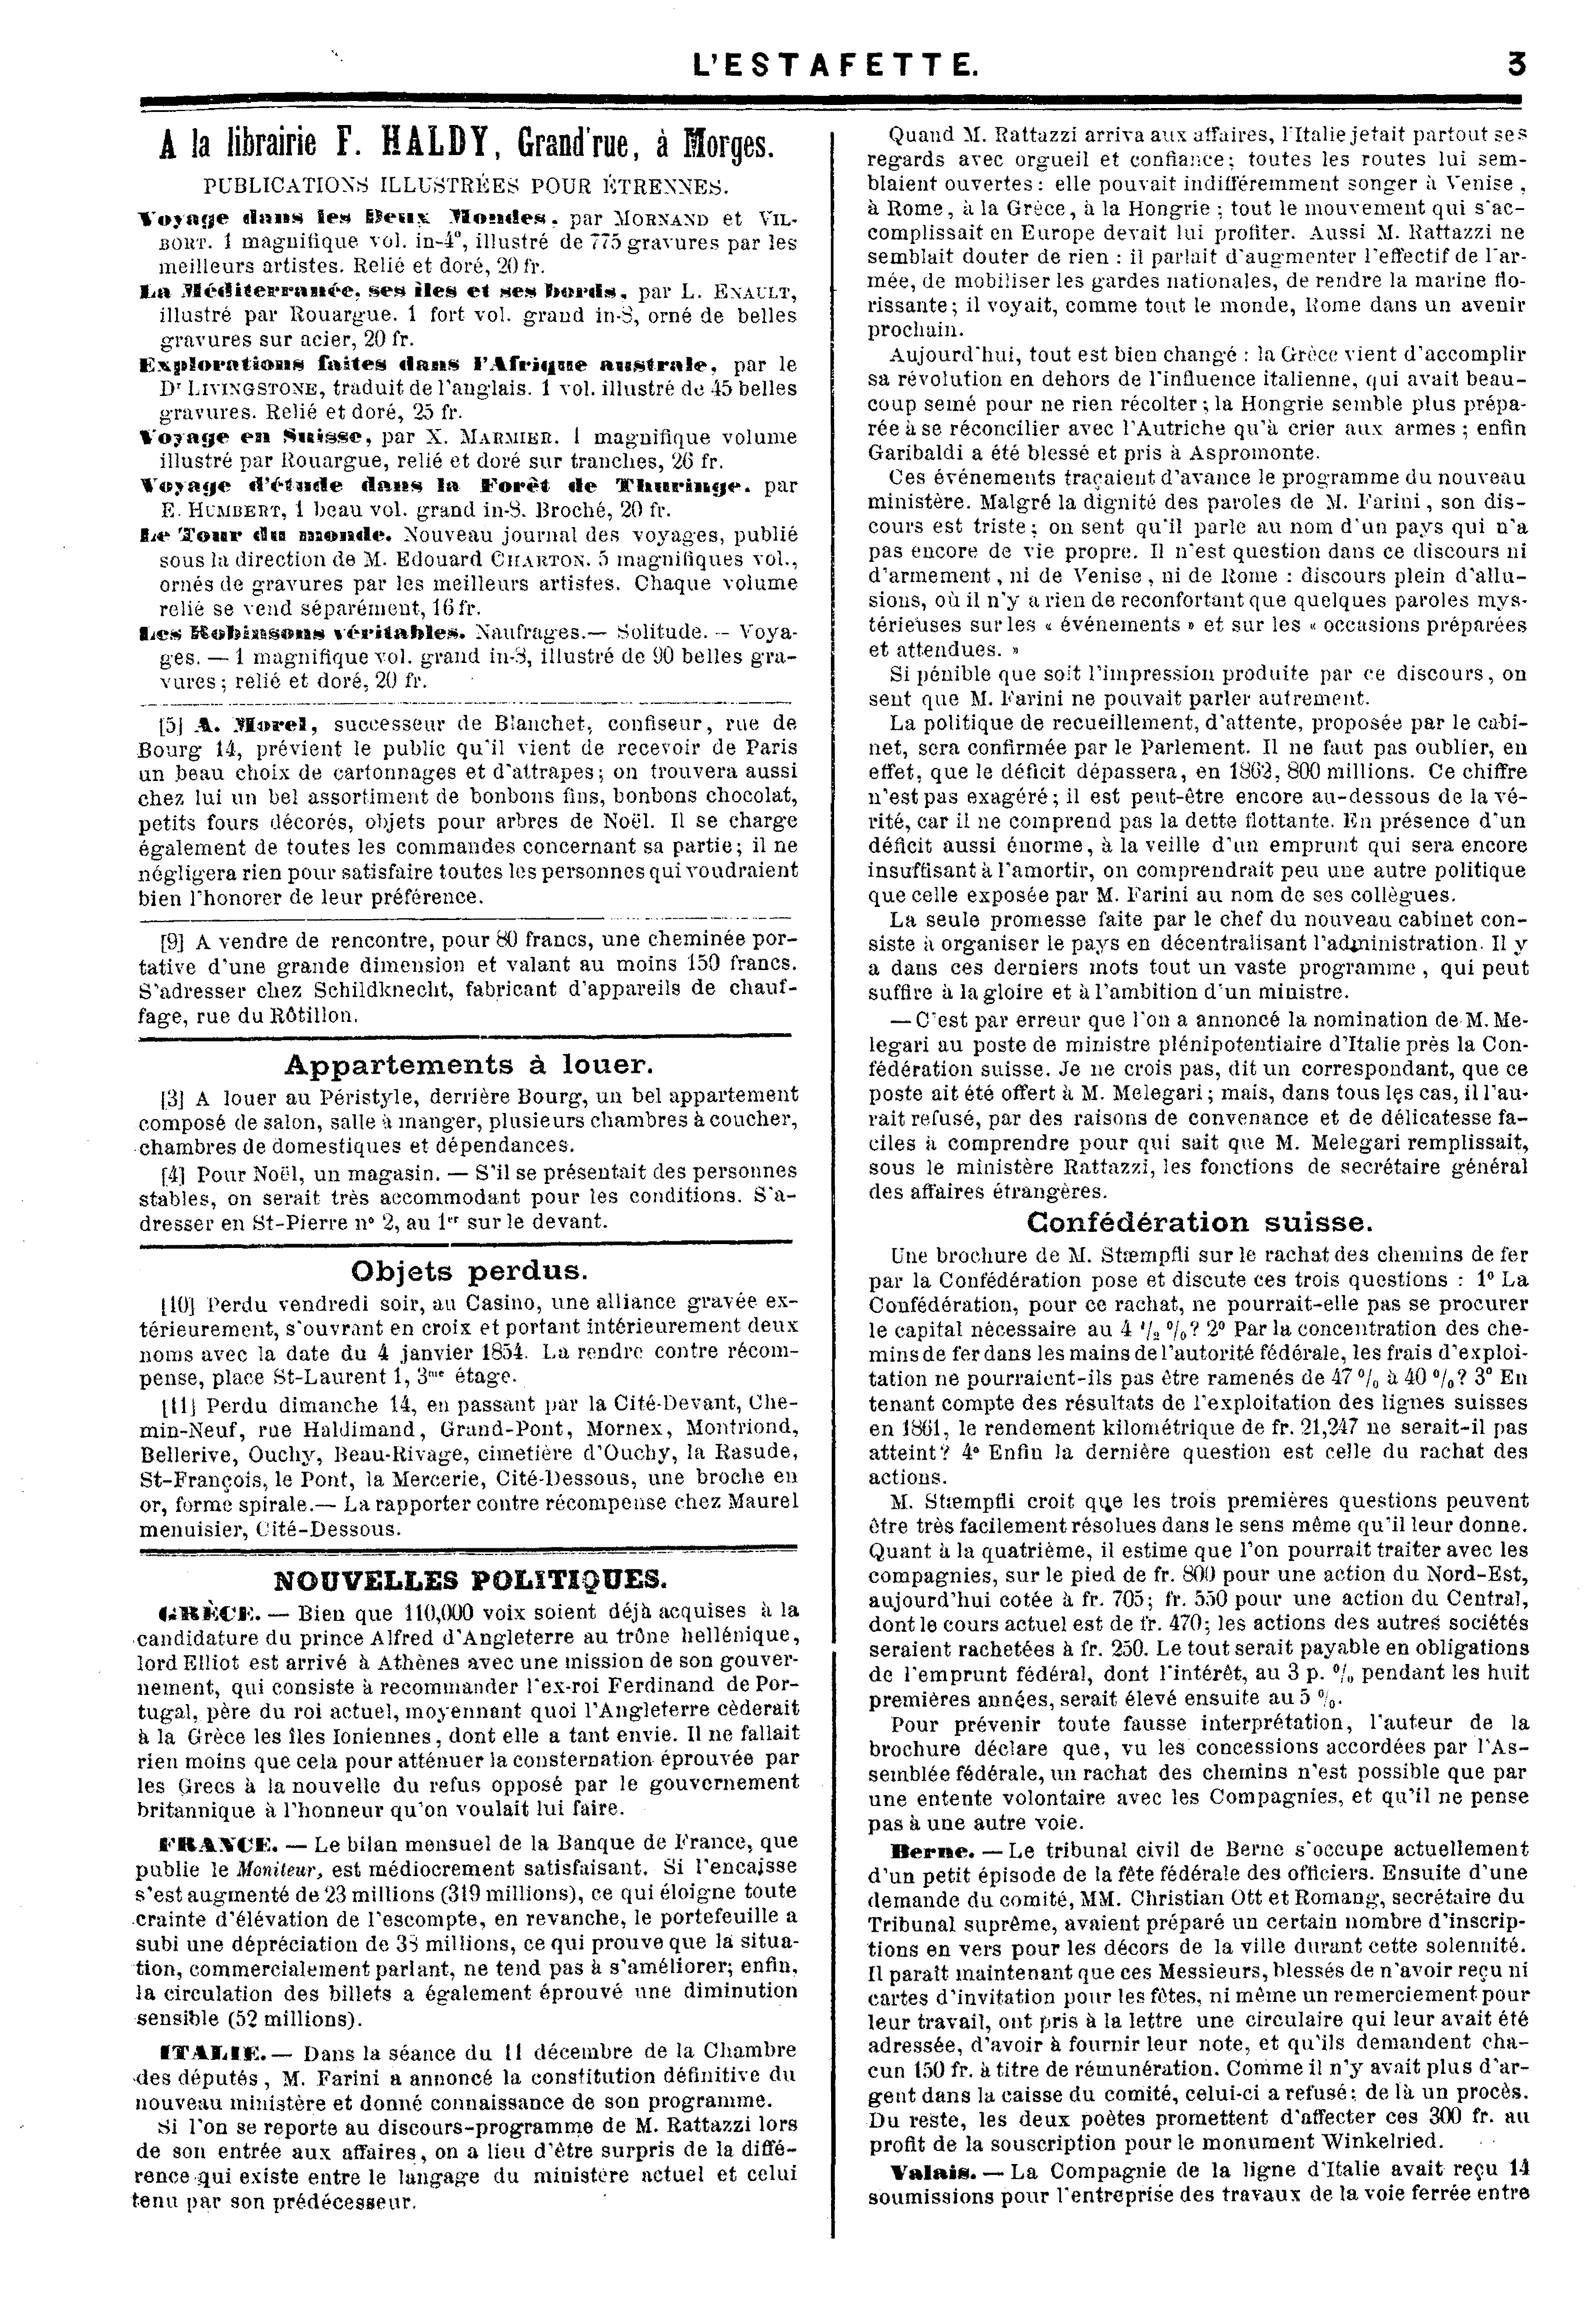 L'ESTAFETTE.
3
A la librairie F. HALDY, Grand'rue, à Morges.
PUBLICATIONS ILLUSTRÉES POUR ÉTRENNES.
Voyage dans les Deux Mondes, par MORNAND et VIL-
BORT. 1 magnifique vol. in-4°, illustré de 775 gravures par les
meilleurs artistes. Relié et doré, 20 fr.
La Méditerranée, ses îles et ses bords, par L. ENAULT,
illustré par Rouargue. 1 fort vol. grand in-8, orné de belles
gravures sur acier, 20 fr.
Explorations faites dans l'Afrique australe, par le
Dr LIVINGSTONE, traduit de l'anglais. 1 vol. illustré de 45 belles
gravures. Relié et doré, 25 fr.
Voyage en Suisse, par X. MARMIER. 1 magnifique volume
illustré par Rouargue, relié et doré sur tranches, 26 fr.
Voyage d'étude dans la Forêt de Thuringe, par
E. HUMBERT, 1 beau vol. grand in-8. Broché, 20 fr.
Le Tour du monde. Nouveau journal des voyages, publié
sous la direction de M. Edouard CHARTON. 5 magnifiques vol.,
ornés de gravures par les meilleurs artistes. Chaque volume
relié se vend séparément, 16 fr.
Les Robinsons véritables. Naufrages.— Solitude. — Voya-
ges. — 1 magnifique vol. grand in-8, illustré de 90 belles gra-
vures; relié et doré, 20 fr.
[5] A. Morel, successeur de Blanchet, confiseur, rue de
Bourg 14, prévient le public qu'il vient de recevoir de Paris
un beau choix de cartonnages et d'attrapes; on trouvera aussi
chez lui un bel assortiment de bonbons fins, bonbons chocolat,
petits fours décorés, objets pour arbres de Noël. Il se charge
également de toutes les commandes concernant sa partie; il ne
négligera rien pour satisfaire toutes les personnes qui voudraient
bien l'honorer de leur préférence.
[9] A vendre de rencontre, pour 80 francs, une cheminée por-
tative d'une grande dimension et valant au moins 150 francs.
S'adresser chez Schildknecht, fabricant d'appareils de chauf-
fage, rue du Rôtillon.
Appartements à louer.
[3] A louer au Péristyle, derrière Bourg, un bel appartement
composé de salon, salle à manger, plusieurs chambres à coucher,
chambres de domestiques et dépendances.
[4] Pour Noël, un magasin. — S'il se présentait des personnes
stables, on serait très accommodant pour les conditions. S'a-
dresser en St-Pierre n° 2, au 1er sur le devant.
Objets perdus.
[10] Perdu vendredi soir, au Casino, une alliance gravée ex-
térieurement, s'ouvrant en croix et portant intérieurement deux
noms avec la date du 4 janvier 1854. La rendre contre récom-
pense, place St-Laurent 1, 3me étage.
[11] Perdu dimanche 14, en passant par la Cité-Devant, Che-
min-Neuf, rue Haldimand, Grand-Pont, Mornex, Montriond,
Bellerive, Ouchy, Beau-Rivage, cimetière d'Ouchy, la Rasude,
St-François, le Pont, la Mercerie, Cité-Dessous, une broche en
or, forme spirale.— La rapporter contre récompense chez Maurel
menuisier, Cité-Dessous.
NOUVELLES POLITIQUES.
GRÈCE. — Bien que 110,000 voix soient déjà acquises à la
candidature du prince Alfred d'Angleterre au trône hellénique,
lord Elliot est arrivé à Athènes avec une mission de son gouver-
nement, qui consiste à recommander l'ex-roi Ferdinand de Por-
tugal, père du roi actuel, moyennant quoi l'Angleterre cèderait
à la Grèce les îles Ioniennes, dont elle a tant envie. Il ne fallait
rien moins que cela pour atténuer la consternation éprouvée par
les Grecs à la nouvelle du refus opposé par le gouvernement
britannique à l'honneur qu'on voulait lui faire.
FRANCE. — Le bilan mensuel de la Banque de France, que
publie le Moniteur, est médiocrement satisfaisant. Si l'encaisse
s'est augmenté de 23 millions (319 millions), ce qui éloigne toute
crainte d'élévation de l'escompte, en revanche, le portefeuille a
subi une dépréciation de 38 millions, ce qui prouve que la situa-
tion, commercialement parlant, ne tend pas à s'améliorer; enfin,
la circulation des billets a également éprouvé une diminution
sensible (52 millions).
ITALIE.— Dans la séance du 11 décembre de la Chambre
des députés, M. Farini a annoncé la constitution définitive du
nouveau ministère et donné connaissance de son programme.
Si l'on se reporte au discours-programme de M. Rattazzi lors
de son entrée aux affaires, on a lieu d'être surpris de la diffé-
rence qui existe entre le langage du ministère actuel et celui
tenu par son prédécesseur.
Quand M. Rattazzi arriva aux affaires, l'Italie jetait partout ses
regards avec orgueil et confiance; toutes les routes lui sem-
blaient ouvertes: elle pouvait indifféremment songer à Venise,
à Rome, à la Grèce, à la Hongrie; tout le mouvement qui s'ac-
complissait en Europe devait lui profiter. Aussi M. Rattazzi ne
semblait douter de rien : il parlait d'augmenter l'effectif de l'ar-
mée, de mobiliser les gardes nationales, de rendre la marine flo-
rissante; il voyait, comme tout le monde, Rome dans un avenir
prochain.
Aujourd'hui, tout est bien changé : la Grèce vient d'accomplir
sa révolution en dehors de l'influence italienne, qui avait beau-
coup semé pour ne rien récolter; la Hongrie semble plus prépa-
rée à se réconcilier avec l'Autriche qu'à crier aux armes; enfin
Garibaldi a été blessé et pris à Aspromonte.
Ces événements traçaient d'avance le programme du nouveau
ministère. Malgré la dignité des paroles de M. Farini, son dis-
cours est triste; on sent qu'il parle au nom d'un pays qui n'a
pas encore de vie propre. Il n'est question dans ce discours ni
d'armement, ni de Venise, ni de Rome : discours plein d'allu-
sions, où il n'y a rien de reconfortant que quelques paroles mys-
térieuses sur les « événements » et sur les « occasions préparées
et attendues. »
Si pénible que soit l'impression produite par ce discours, on
sent que M. Farini ne pouvait parler autrement.
La politique de recueillement, d'attente, proposée par le cabi-
net, sera confirmée par le Parlement. Il ne faut pas oublier, en
effet, que le déficit dépassera, en 1862, 800 millions. Ce chiffre
n'est pas exagéré; il est peut-être encore au-dessous de la vé-
rité, car il ne comprend pas la dette flottante. En présence d'un
déficit aussi énorme, à la veille d'un emprunt qui sera encore
insuffisant à l'amortir, on comprendrait peu une autre politique
que celle exposée par M. Farini au nom de ses collègues.
La seule promesse faite par le chef du nouveau cabinet con-
siste à organiser le pays en décentralisant l'administration. Il y
a dans ces derniers mots tout un vaste programme, qui peut
suffire à la gloire et à l'ambition d'un ministre.
— C'est par erreur que l'on a annoncé la nomination de M. Me-
legari au poste de ministre plénipotentiaire d'Italie près la Con-
fédération suisse. Je ne crois pas, dit un correspondant, que ce
poste ait été offert à M. Melegari; mais, dans tous les cas, il l'au-
rait refusé, par des raisons de convenance et de délicatesse fa-
ciles à comprendre pour qui sait que M. Melegari remplissait,
sous le ministère Rattazzi, les fonctions de secrétaire général
des affaires étrangères.
Confédération suisse.
Une brochure de M. Stæmpfli sur le rachat des chemins de fer
par la Confédération pose et discute ces trois questions : 1° La
Confédération, pour ce rachat, ne pourrait-elle pas se procurer
le capital nécessaire au 4 1/2 %? 2° Par la concentration des che-
mins de fer dans les mains de l'autorité fédérale, les frais d'exploi-
tation ne pourraient-ils pas être ramenés de 47 % à 40 %? 3° En
tenant compte des résultats de l'exploitation des lignes suisses
en 1861, le rendement kilométrique de fr. 21,247 ne serait-il pas
atteint? 4° Enfin la dernière question est celle du rachat des
actions.
M. Stæmpfli croit que les trois premières questions peuvent
être très facilement résolues dans le sens même qu'il leur donne.
Quant à la quatrième, il estime que l'on pourrait traiter avec les
compagnies, sur le pied de fr. 800 pour une action du Nord-Est,
aujourd'hui cotée à fr. 705; fr. 550 pour une action du Central,
dont le cours actuel est de fr. 470; les actions des autres sociétés
seraient rachetées à fr. 250. Le tout serait payable en obligations
de l'emprunt fédéral, dont l'intérêt, au 3 p. % pendant les huit
premières années, serait élevé ensuite au 5 %.
Pour prévenir toute fausse interprétation, l'auteur de la
brochure déclare que, vu les concessions accordées par l'As-
semblée fédérale, un rachat des chemins n'est possible que par
une entente volontaire avec les Compagnies, et qu'il ne pense
pas à une autre voie.
Berne. — Le tribunal civil de Berne s'occupe actuellement
d'un petit épisode de la fête fédérale des officiers. Ensuite d'une
demande du comité, MM. Christian Ott et Romang, secrétaire du
Tribunal suprême, avaient préparé un certain nombre d'inscrip-
tions en vers pour les décors de la ville durant cette solennité.
Il paraît maintenant que ces Messieurs, blessés de n'avoir reçu ni
cartes d'invitation pour les fêtes, ni même un remerciement pour
leur travail, ont pris à la lettre une circulaire qui leur avait été
adressée, d'avoir à fournir leur note, et qu'ils demandent cha-
cun 150 fr. à titre de rémunération. Comme il n'y avait plus d'ar-
gent dans la caisse du comité, celui-ci a refusé; de là un procès.
Du reste, les deux poètes promettent d'affecter ces 300 fr. au
profit de la souscription pour le monument Winkelried.
Valais. — La Compagnie de la ligne d'Italie avait reçu 14
soumissions pour l'entreprise des travaux de la voie ferrée entre